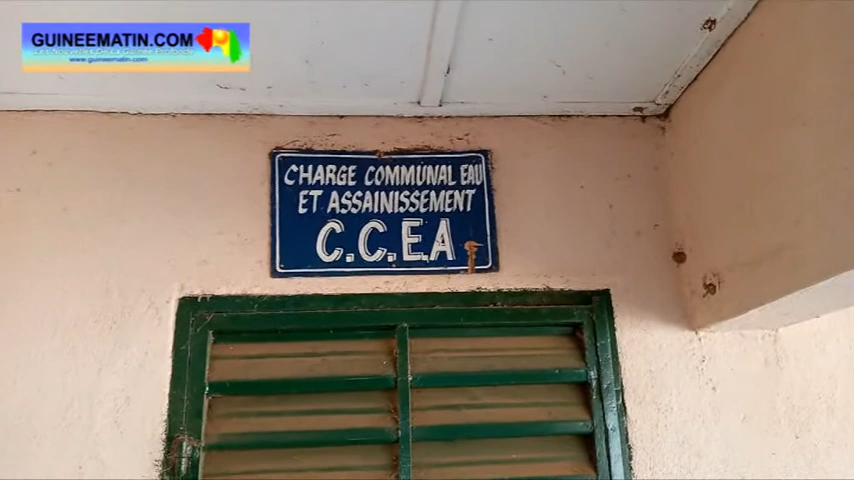 GUINEEMATIN.COM
www.guineematin.com
CHARGE COMMUNAL EAU
ET ASSAINISSEMENT
C.C.E.A